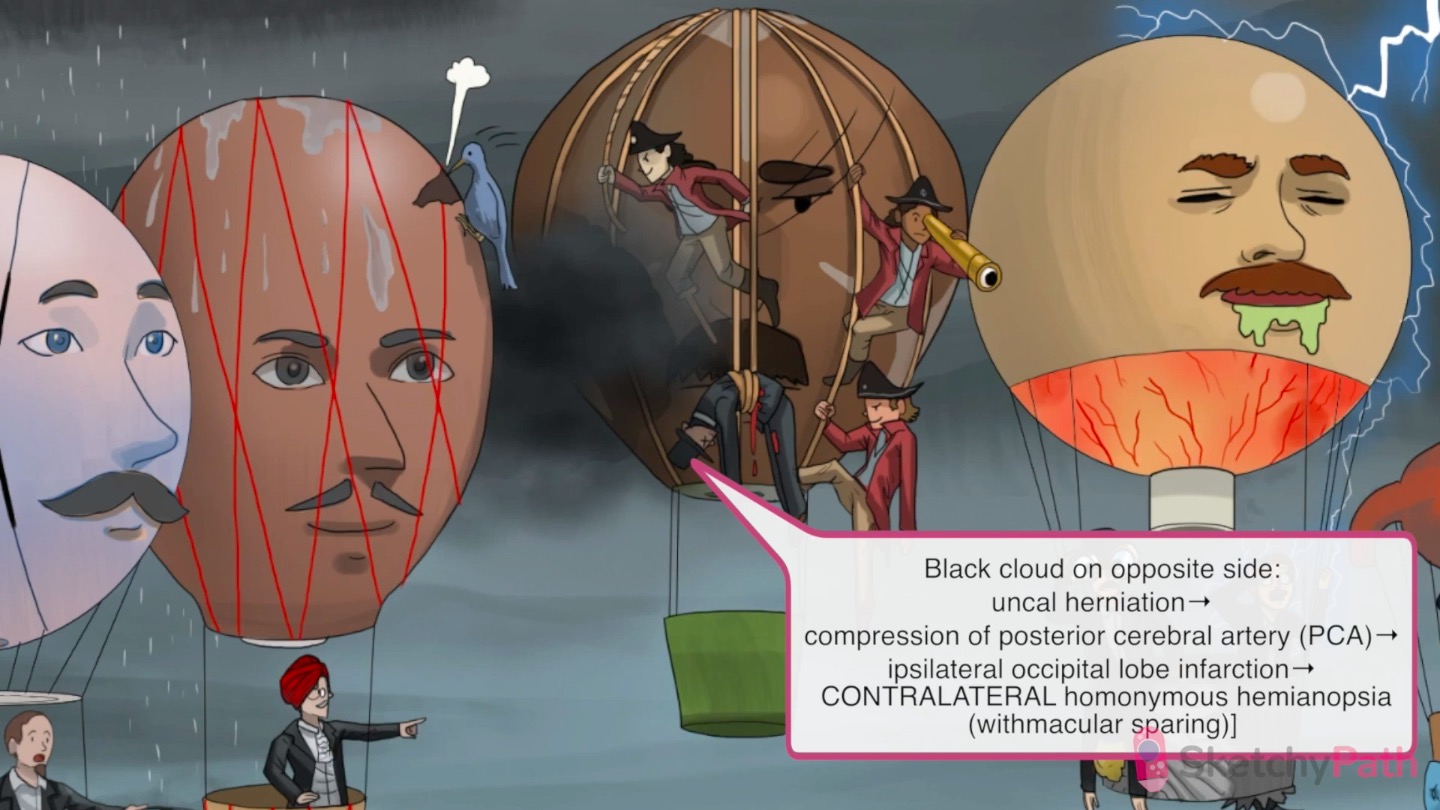 Black cloud on opposite side:
uncal herniation→
compression of posterior cerebral artery (PCA)→
ipsilateral occipital lobe infarction→
CONTRALATERAL homonymous hemianopsia
(withmacular sparing)]
SketchyPath